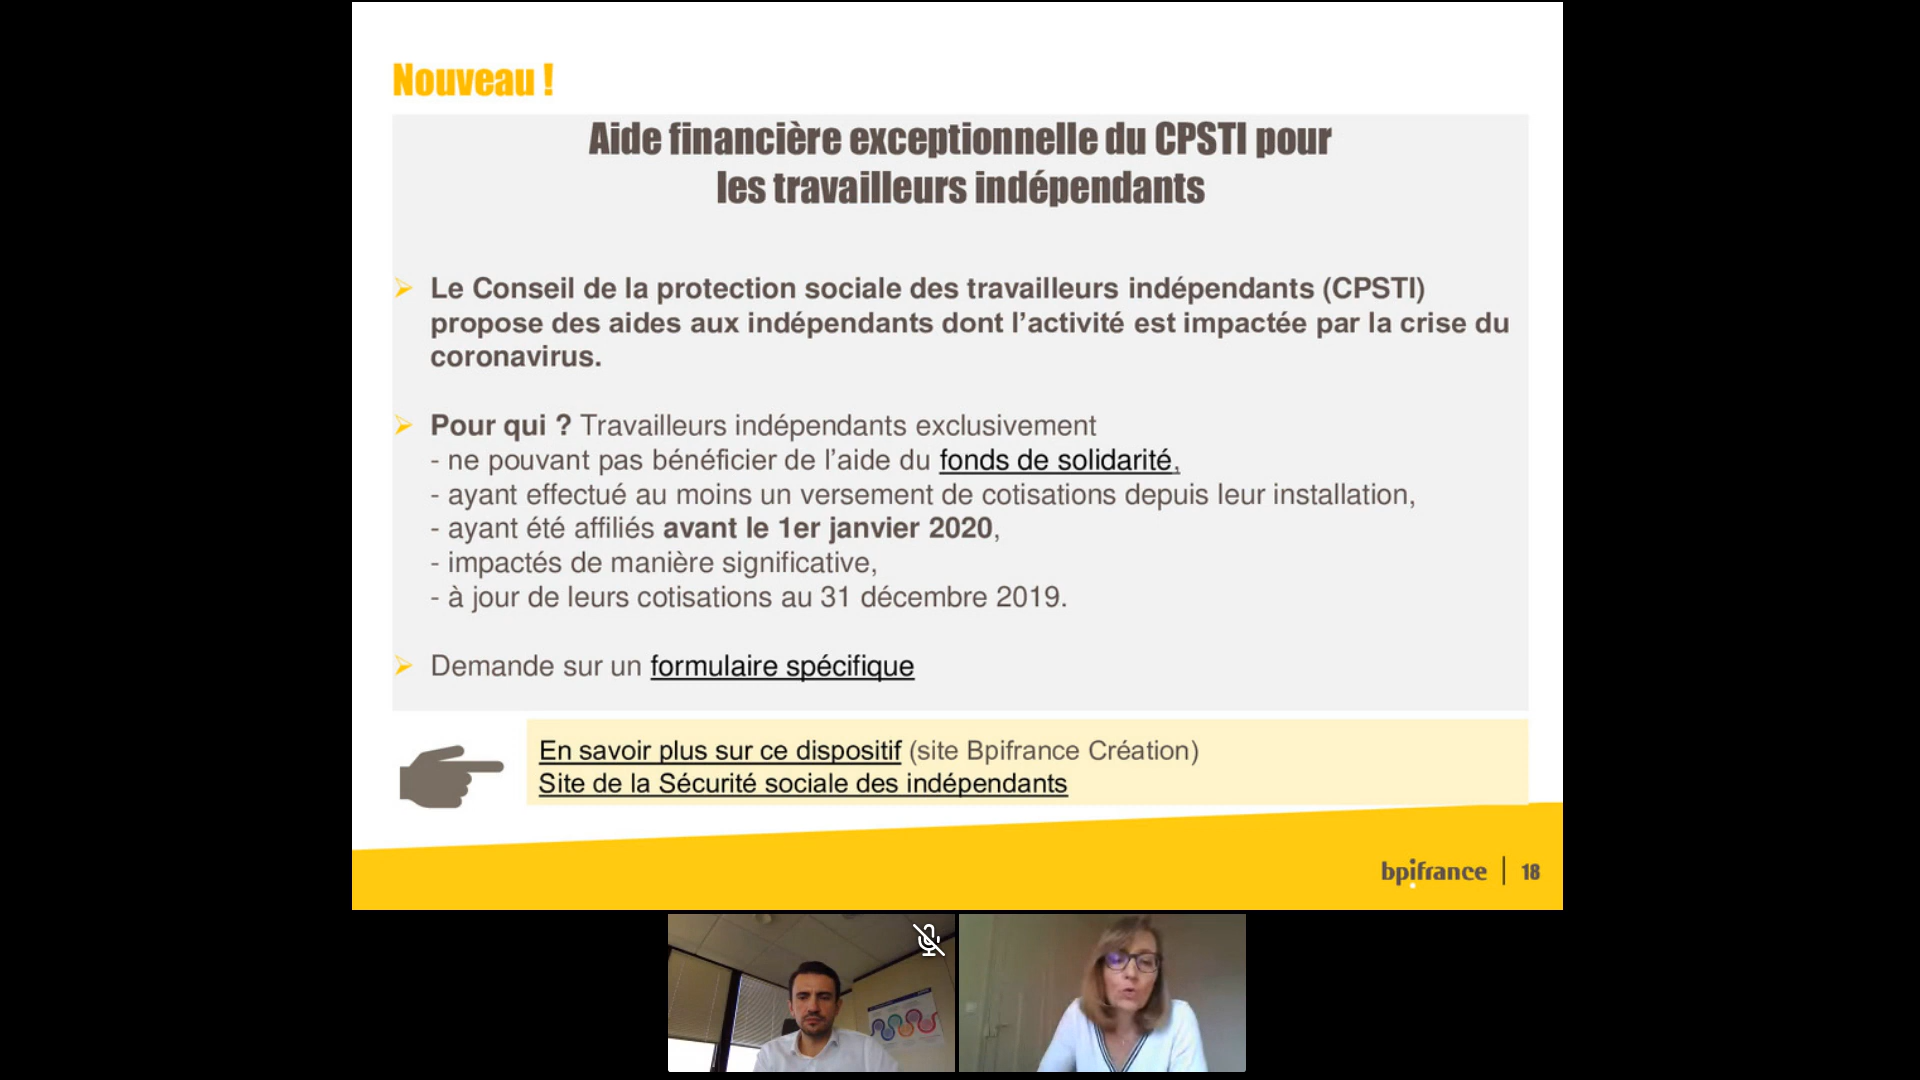 Nouveau !
Aide financière exceptionnelle du CPSTI pour
les travailleurs indépendants
Le Conseil de la protection sociale des travailleurs indépendants (CPSTI)
propose des aides aux indépendants dont l’activité est impactée par la crise du
coronavirus.
Pour qui ? Travailleurs indépendants exclusivement
- ne pouvant pas bénéficier de l’aide du fonds de solidarité,
- ayant effectué au moins un versement de cotisations depuis leur installation,
- ayant été affiliés avant le 1er janvier 2020,
- impactés de manière significative,
- à jour de leurs cotisations au 31 décembre 2019.
Demande sur un formulaire spécifique
En savoir plus sur ce dispositif (site Bpifrance Création)
Site de la Sécurité sociale des indépendants
bpifrance | 18